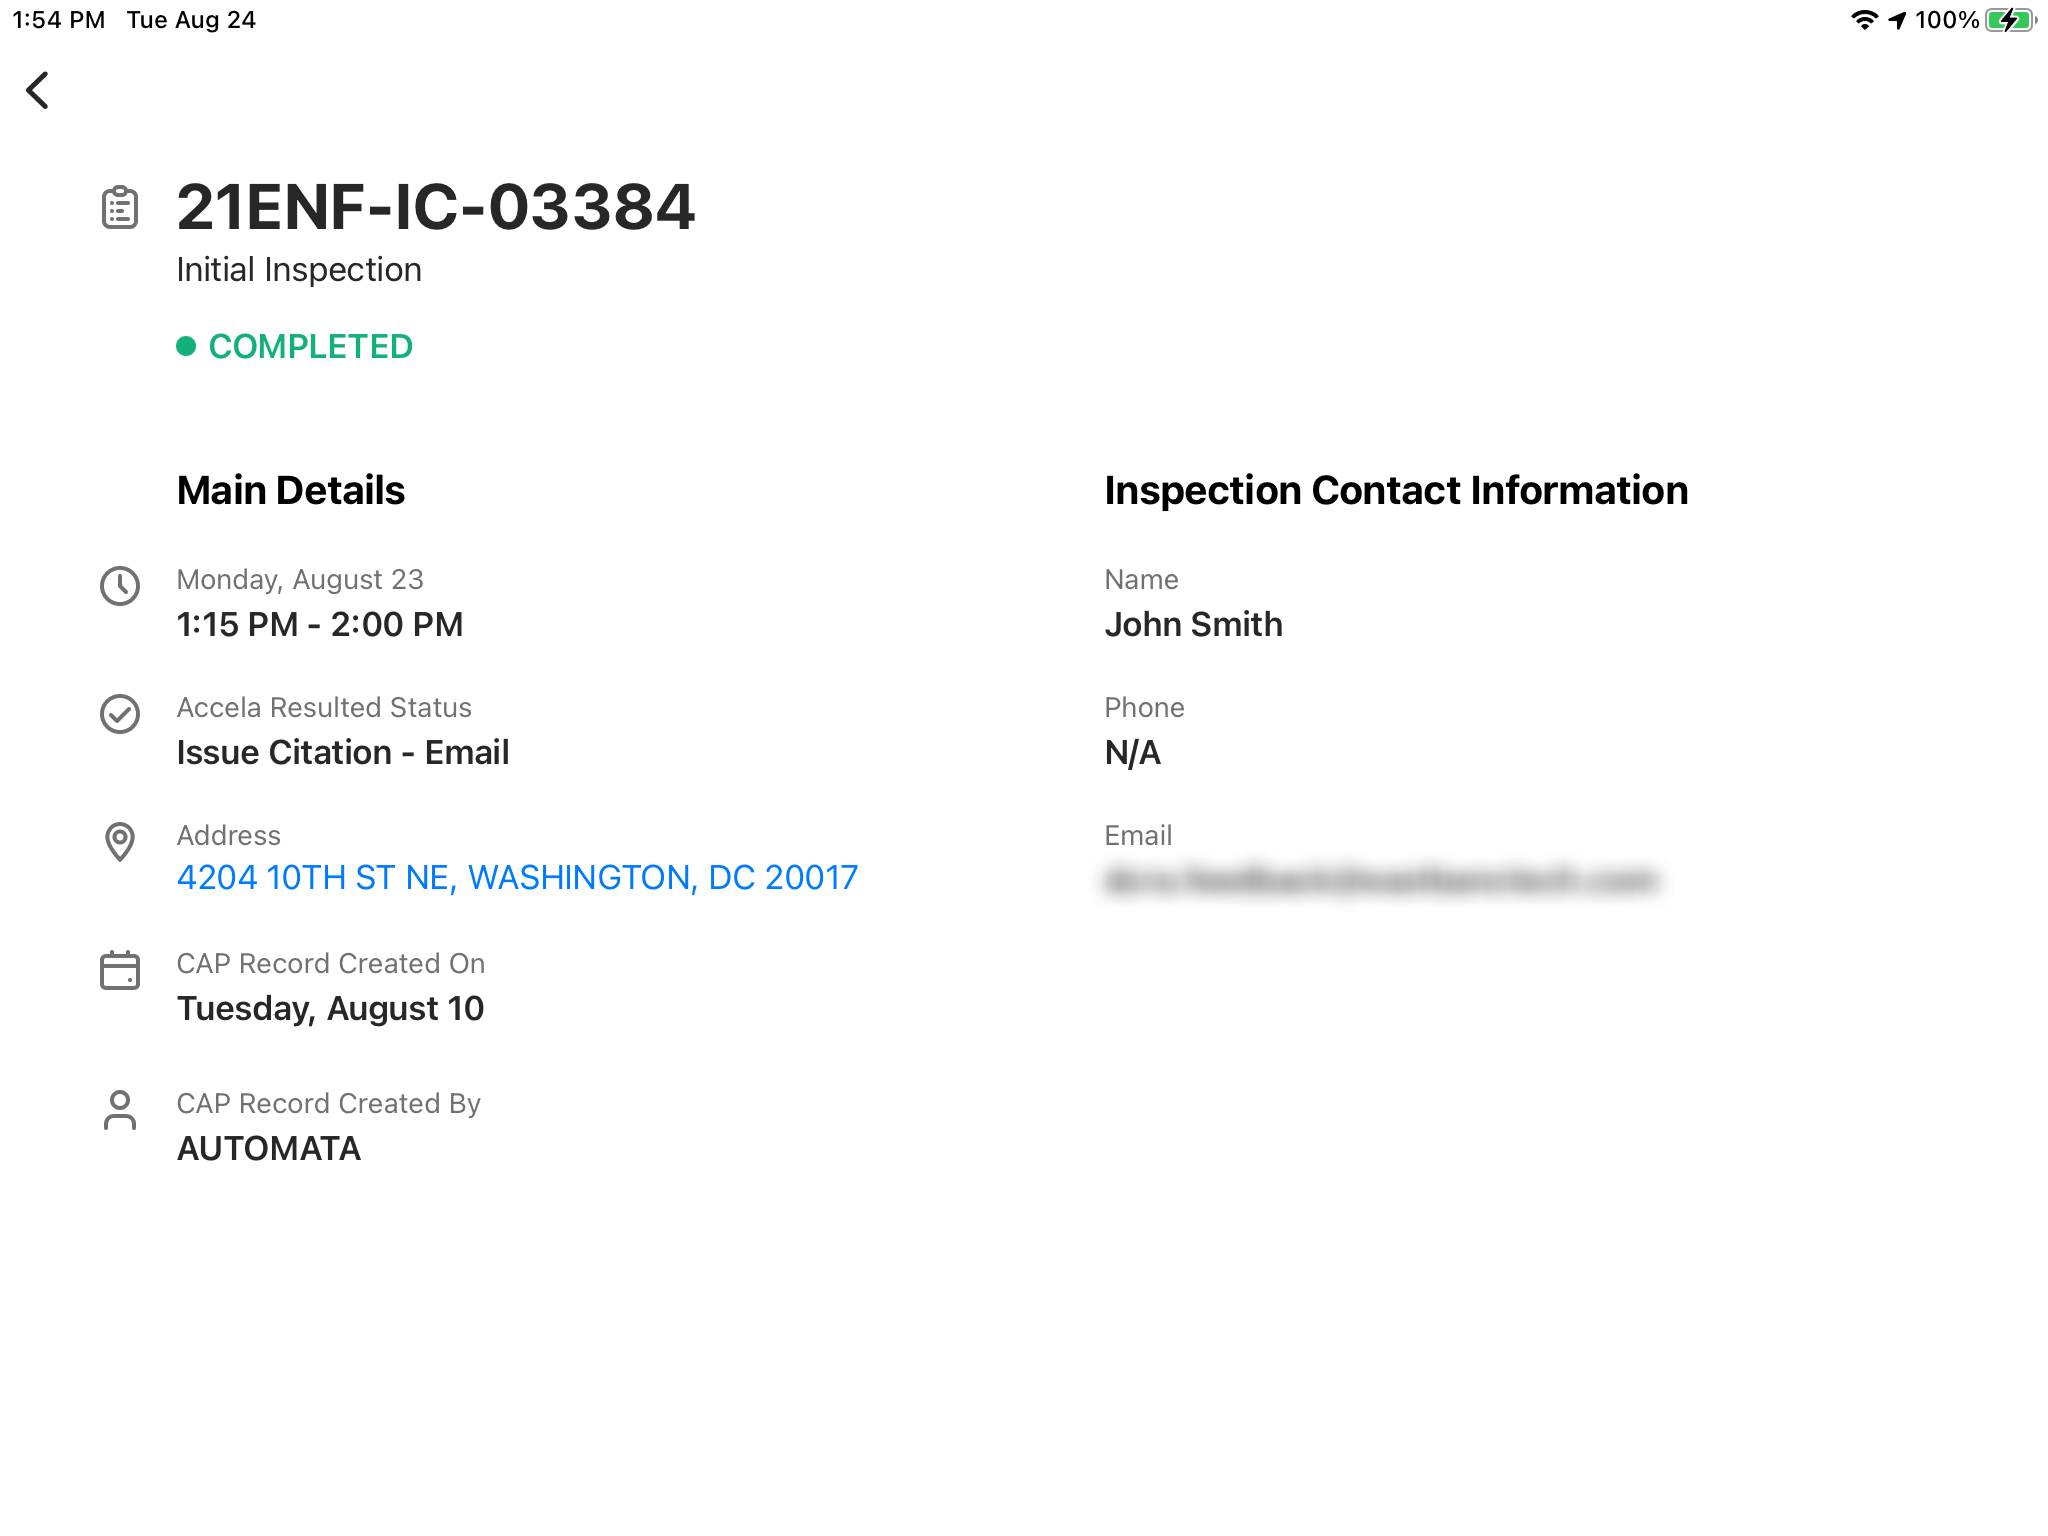 1:54 PM Tue Aug 24 100%
21ENF-IC-03384
Initial Inspection
COMPLETED
Main Details
Monday, August 23
1:15 PM - 2:00 PM
Accela Resulted Status
Issue Citation - Email
Address
4204 10TH ST NE, WASHINGTON, DC 20017
CAP Record Created On
Tuesday, August 10
CAP Record Created By
AUTOMATA
Inspection Contact Information
Name
John Smith
Phone
N/A
Email